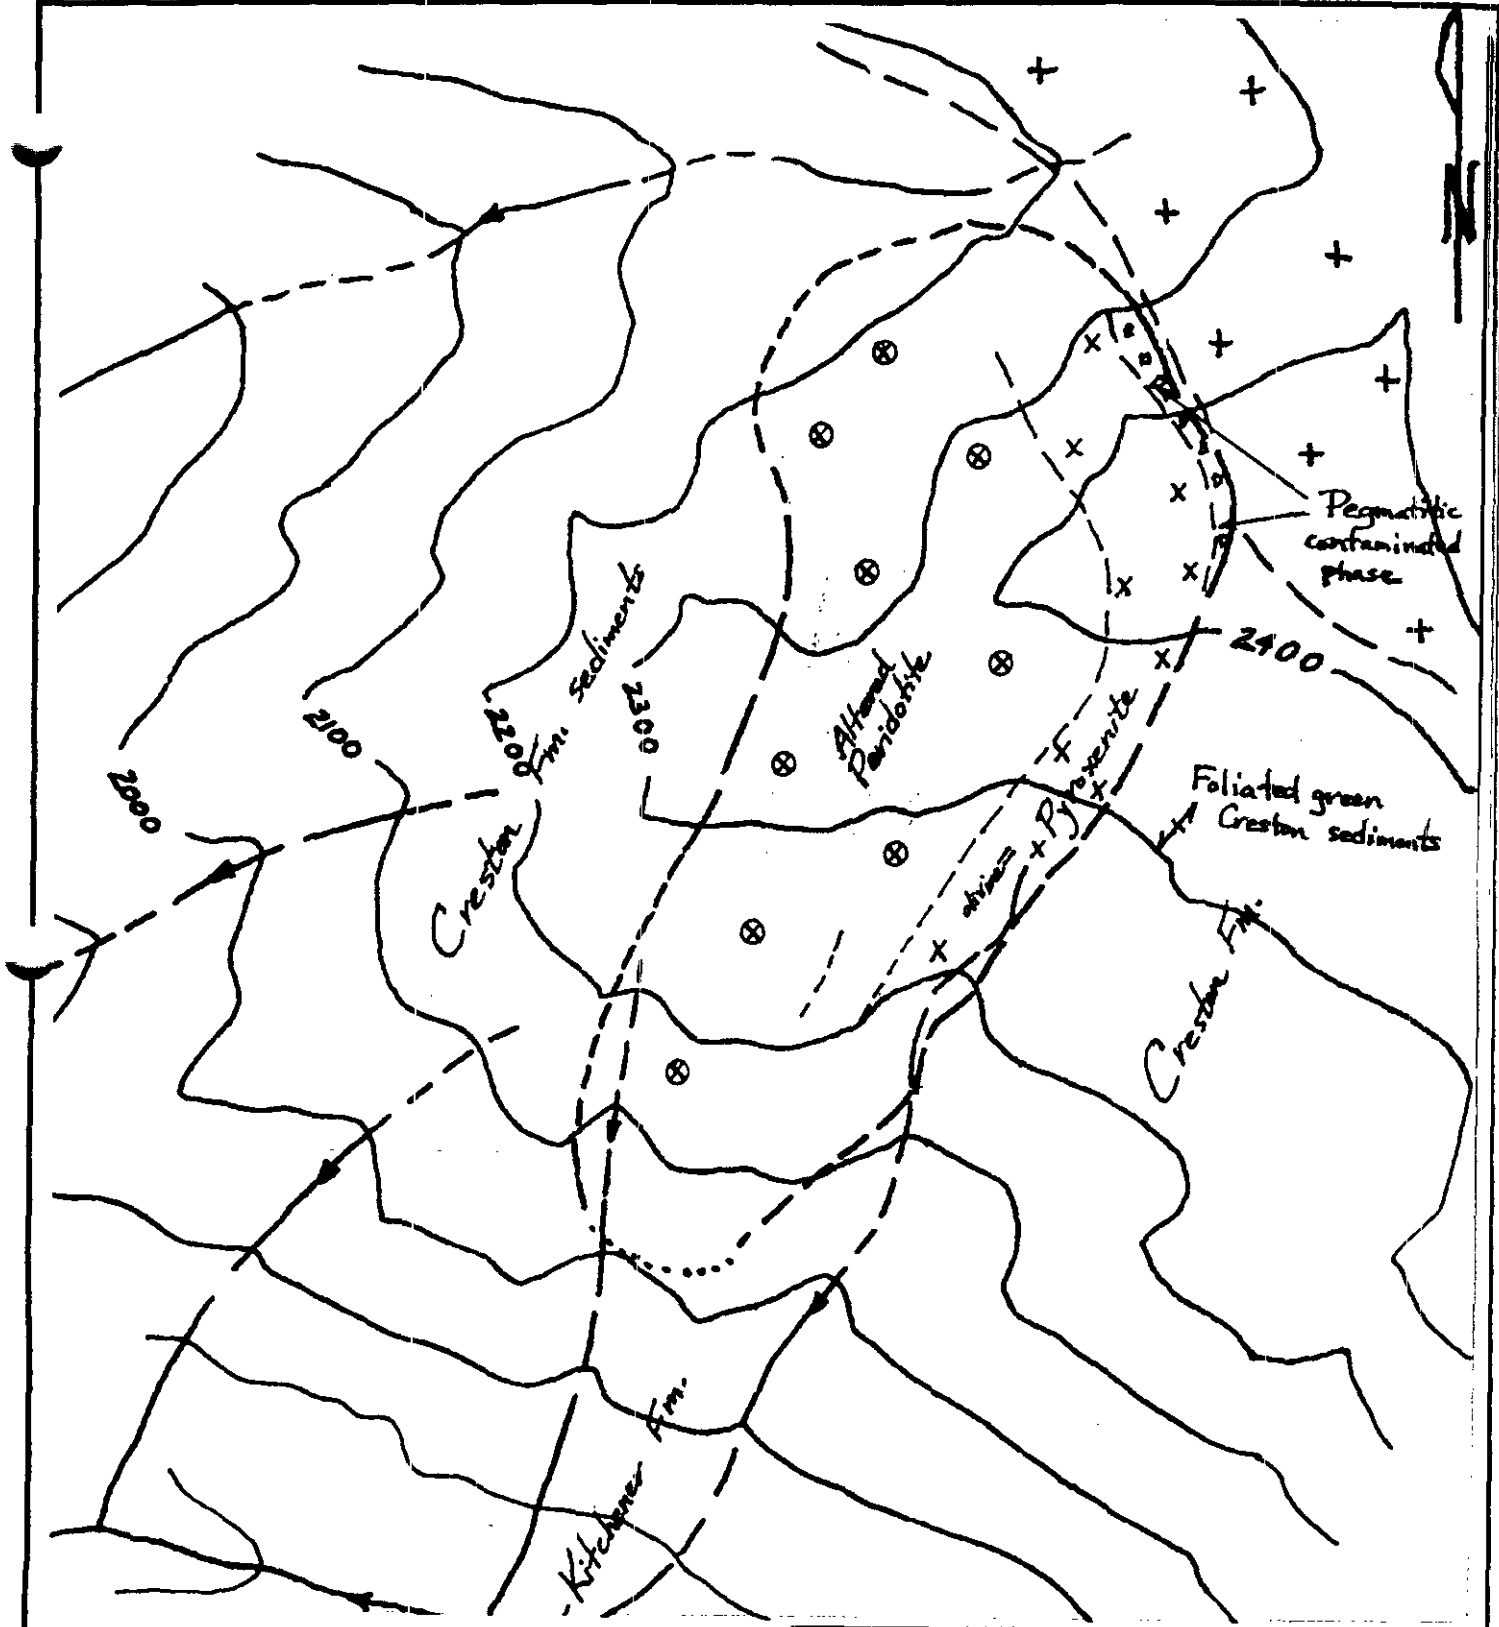 N
Pegmatitic
contaminated
phase
2400
Creston Fm. sediments
2300
2200
2100
2000
Altered
Peridotite
olivine = Pyroxenite
Foliated green
Creston sediments
Creston Fm.
Kitchener Fm.